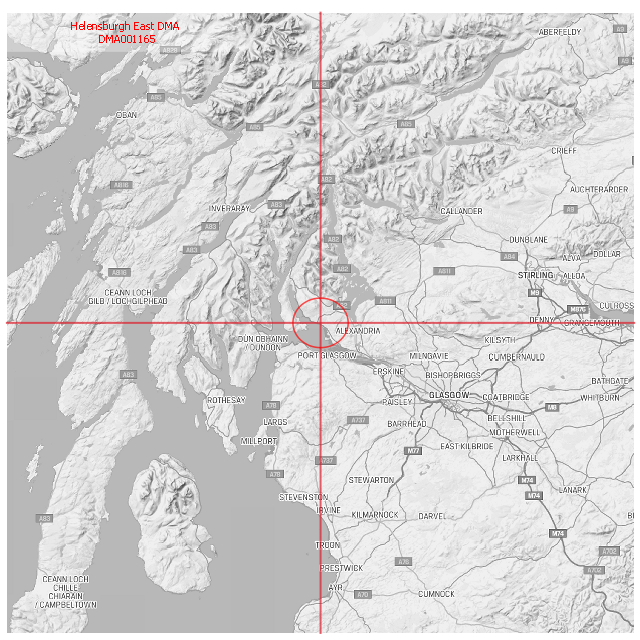 Helensburgh East DMA
DMA001165
ABERFELDY
A9
A828
A82
A85
OBAN
A85
A85
CRIEFF
A82
A816
AUCHTERARDER
A83
INVERARAY
CALLANDER
A9
A83
A82
DUNBLANE
A83
ALVA
DOLLAR
A84
A82
A811
STIRLING
ALLOA
A816
CEANN LOCH
GILB / LOCHGILPHEAD
M9
A811
CULROSS
M876
DENNY
GRANGEMOUTH
ALEXANDRIA
DUN OBHAINN
/ DUNOON
KILSYTH
PORT GLASGOW
MILNGAVIE
CUMBERNAULD
ERSKINE
BISHOPBRIGGS
A83
BATHGATE
GLASGOW
COATBRIDGE
WHITBURN
ROTHESAY
PAISLEY
A78
M8
LARGS
A737
BARRHEAD
BELLSHILL
MOTHERWELL
MILLPORT
EAST KILBRIDE
M77
A737
LARKHALL
A78
STEWARTON
M74
LANARK
STEVENSTON
M74
IRVINE
KILMARNOCK
DARVEL
A83
M74
TROON
A702
A76
PRESTWICK
A702
CEANN LOCH
CHILLE
CHIARAIN
/ CAMPBELTOWN
AYR
A70
CUMNOCK